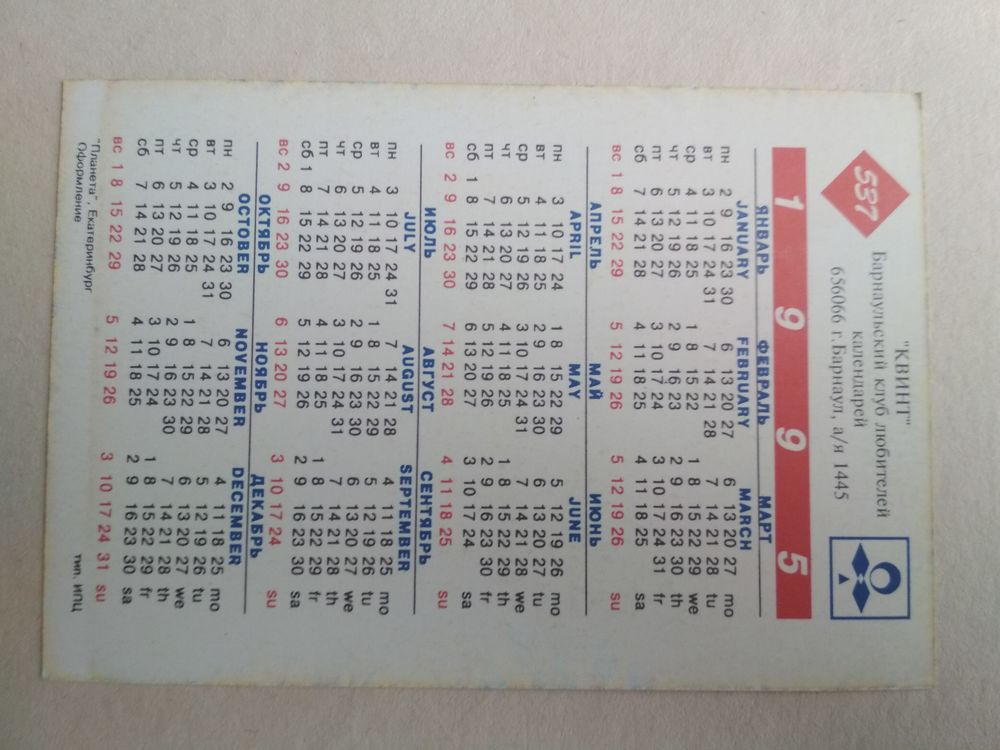 537
"КВИНТ"
Барнаульский клуб любителей
календарей
656066 г.Барнаул, а/я 1445
1 9 9 5
ЯНВАРЬ ФЕВРАЛЬ МАРТ
JANUARY FEBRUARY MARCH
пн 2 9 16 23 30 6 13 20 27 6 13 20 27 mo
вт 3 10 17 24 31 7 14 21 28 7 14 21 28 tu
ср 4 11 18 25 1 8 15 22 1 8 15 22 29 we
чт 5 12 19 26 2 9 16 23 2 9 16 23 30 th
пт 6 13 20 27 3 10 17 24 3 10 17 24 31 fr
сб 7 14 21 28 4 11 18 25 4 11 18 25 sa
вс 1 8 15 22 29 5 12 19 26 5 12 19 26 su
АПРЕЛЬ МАЙ ИЮНЬ
APRIL MAY JUNE
пн 3 10 17 24 1 8 15 22 29 5 12 19 26 mo
вт 4 11 18 25 2 9 16 23 30 6 13 20 27 tu
ср 5 12 19 26 3 10 17 24 31 7 14 21 28 we
чт 6 13 20 27 4 11 18 25 1 8 15 22 29 th
пт 7 14 21 28 5 12 19 26 2 9 16 23 30 fr
сб 1 8 15 22 29 6 13 20 27 3 10 17 24 sa
вс 2 9 16 23 30 7 14 21 28 4 11 18 25 su
ИЮЛЬ АВГУСТ СЕНТЯБРЬ
JULY AUGUST SEPTEMBER
пн 3 10 17 24 31 7 14 21 28 4 11 18 25 mo
вт 4 11 18 25 1 8 15 22 29 5 12 19 26 tu
ср 5 12 19 26 2 9 16 23 30 6 13 20 27 we
чт 6 13 20 27 3 10 17 24 31 7 14 21 28 th
пт 7 14 21 28 4 11 18 25 1 8 15 22 29 fr
сб 1 8 15 22 29 5 12 19 26 2 9 16 23 30 sa
вс 2 9 16 23 30 6 13 20 27 3 10 17 24 su
ОКТЯБРЬ НОЯБРЬ ДЕКАБРЬ
OCTOBER NOVEMBER DECEMBER
пн 2 9 16 23 30 6 13 20 27 4 11 18 25 mo
вт 3 10 17 24 31 7 14 21 28 5 12 19 26 tu
ср 4 11 18 25 1 8 15 22 29 6 13 20 27 we
чт 5 12 19 26 2 9 16 23 30 7 14 21 28 th
пт 6 13 20 27 3 10 17 24 1 8 15 22 29 fr
сб 7 14 21 28 4 11 18 25 2 9 16 23 30 sa
вс 1 8 15 22 29 5 12 19 26 3 10 17 24 31 su
"Планета", Екатеринбург
Оформление
тип. ИПЦ